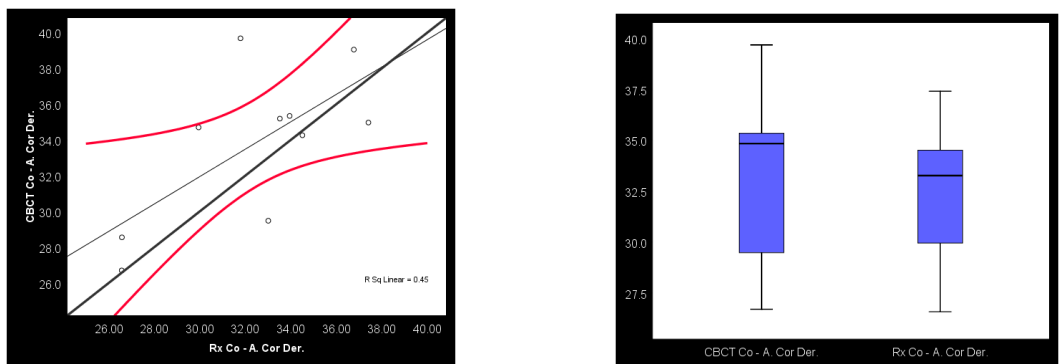 CBCT Co - A. Cor Der.
40.0
38.0
36.0
34.0
32.0
30.0
28.0
26.0
R Sq Linear = 0.45
26.00 28.00 30.00 32.00 34.00 36.00 38.00 40.00
Rx Co - A. Cor Der.
40.0
37.5
35.0
32.5
30.0
27.5
CBCT Co - A. Cor Der. Rx Co - A. Cor Der.